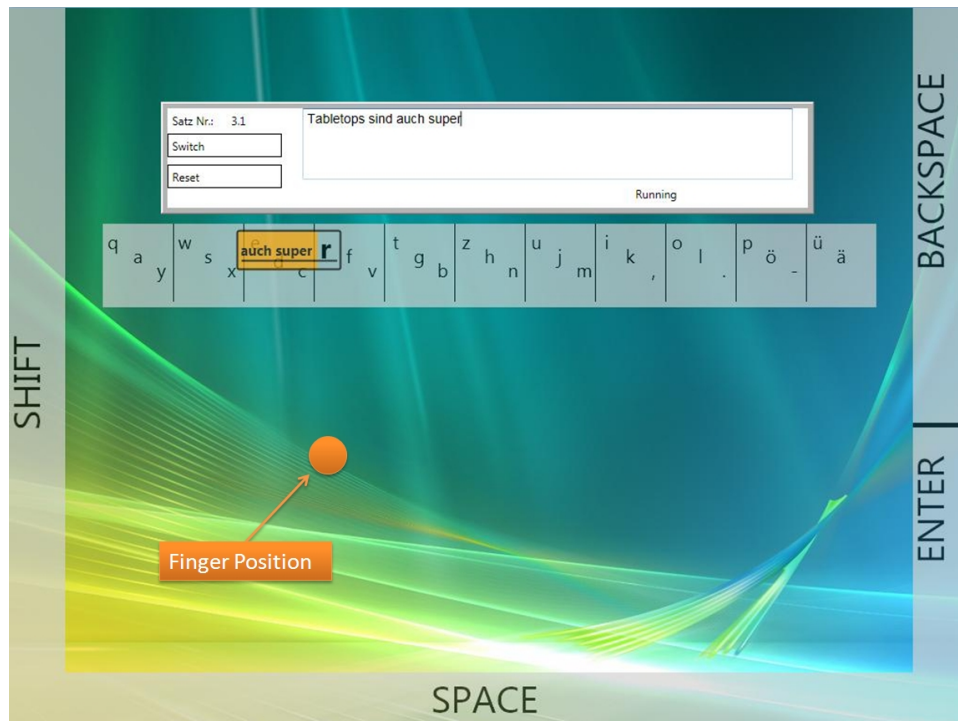 Satz Nr.: 3.1
Tabletops sind auch super
Switch
Reset
Running
q a y w s x e d c auch super r f v t g b z h n u j m i k , o l . p ö - ü ä
SHIFT
BACKSPACE
ENTER
Finger Position
SPACE